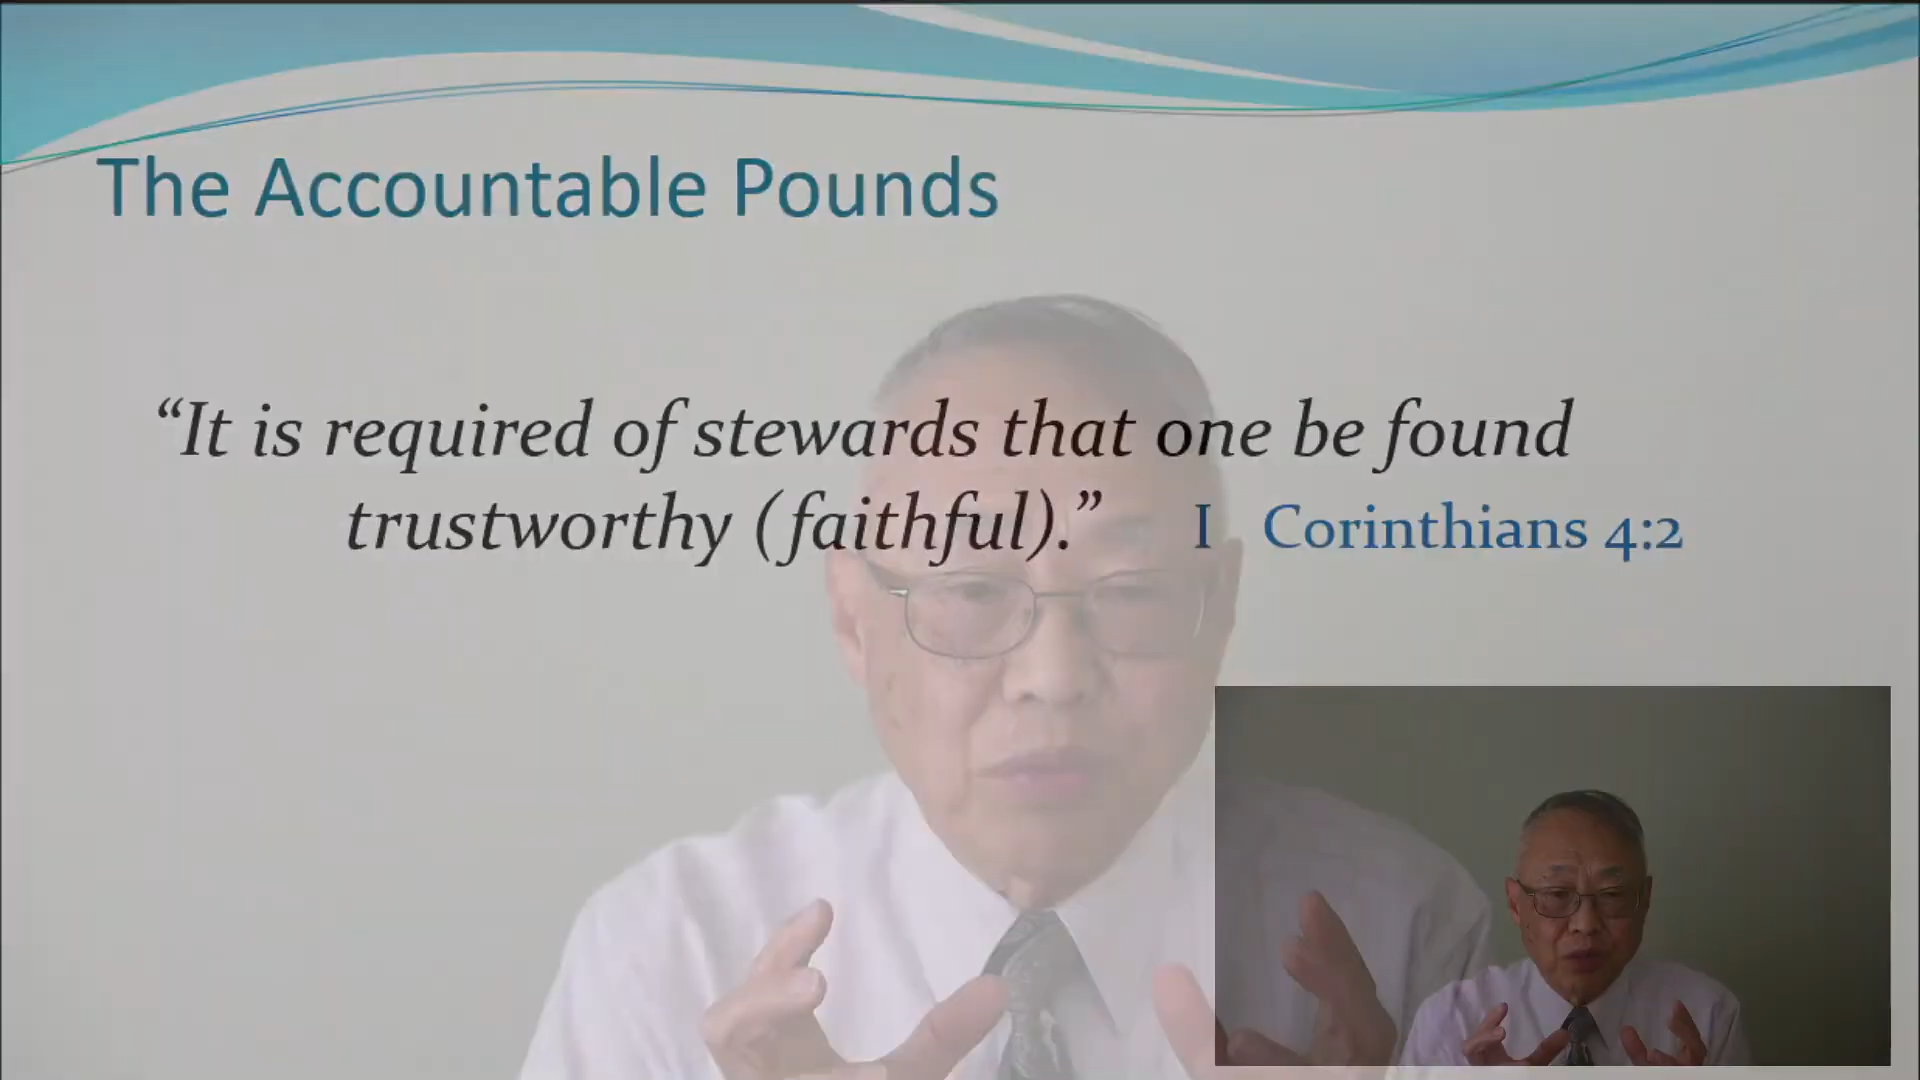 The Accountable Pounds
“It is required of stewards that one be found
trustworthy (faithful).” I Corinthians 4:2